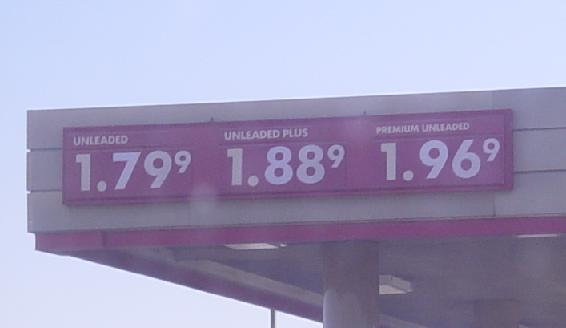 UNLEADED
1.79⁹
UNLEADED PLUS
1.88⁹
PREMIUM UNLEADED
1.96⁹